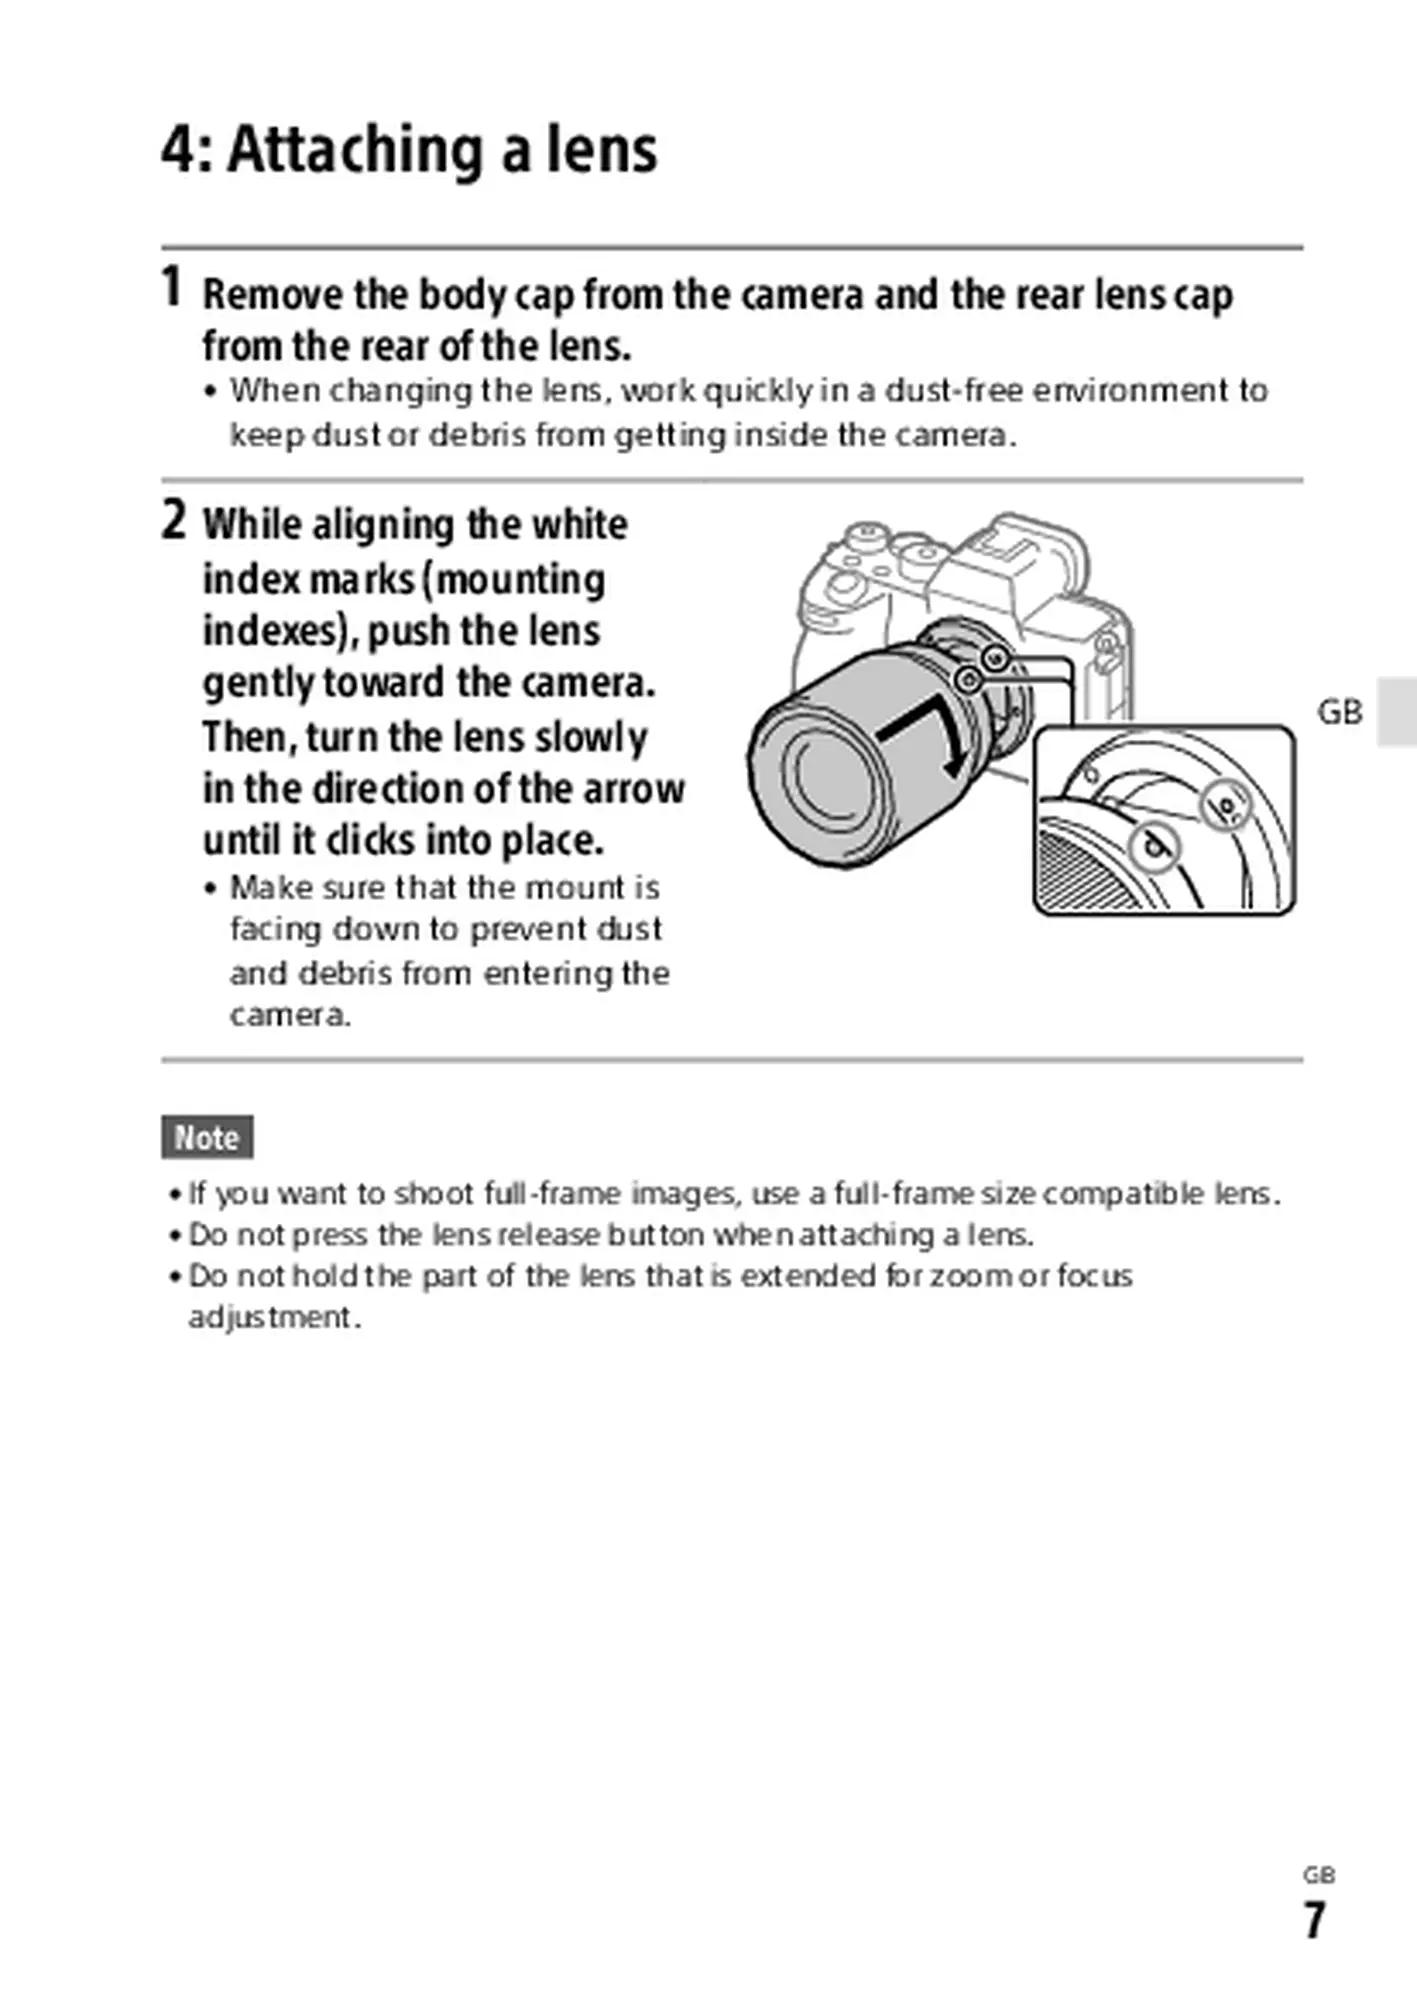 4: Attaching a lens
1 Remove the body cap from the camera and the rear lens cap
from the rear of the lens.
• When changing the lens, work quickly in a dust-free environment to
keep dust or debris from getting inside the camera.
2 While aligning the white
index marks (mounting
indexes), push the lens
gently toward the camera.
Then, turn the lens slowly
in the direction of the arrow
until it clicks into place.
• Make sure that the mount is
facing down to prevent dust
and debris from entering the
camera.
GB
Note
• If you want to shoot full-frame images, use a full-frame size compatible lens.
• Do not press the lens release button when attaching a lens.
• Do not hold the part of the lens that is extended for zoom or focus
adjustment.
GB
7